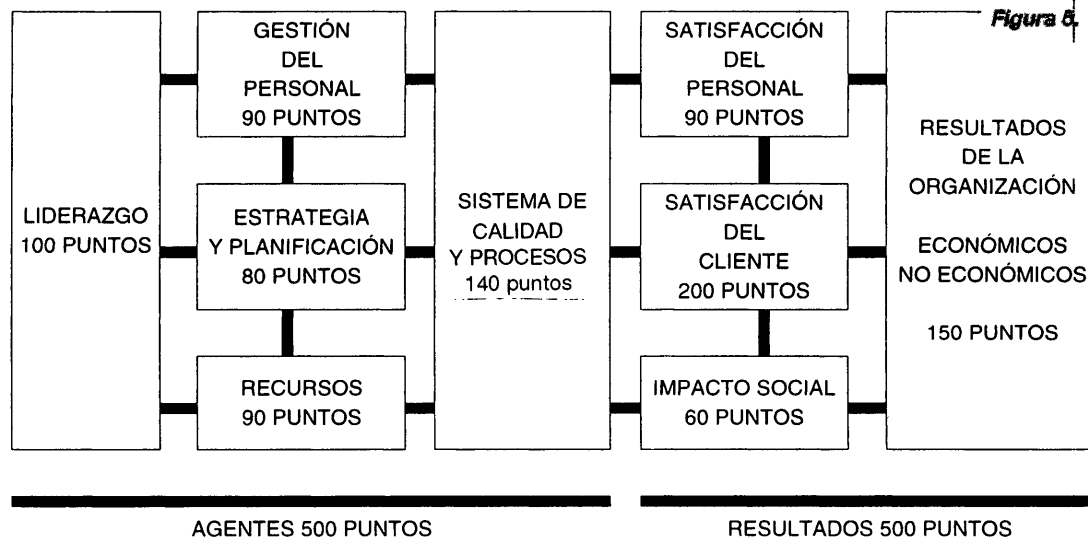 Figura 5.
LIDERAZGO
100 PUNTOS
GESTIÓN
DEL
PERSONAL
90 PUNTOS
ESTRATEGIA
Y PLANIFICACIÓN
80 PUNTOS
RECURSOS
90 PUNTOS
SISTEMA DE
CALIDAD
Y PROCESOS
140 puntos
SATISFACCIÓN
DEL
PERSONAL
90 PUNTOS
SATISFACCIÓN
DEL
CLIENTE
200 PUNTOS
IMPACTO SOCIAL
60 PUNTOS
RESULTADOS
DE LA
ORGANIZACIÓN
ECONÓMICOS
NO ECONÓMICOS
150 PUNTOS
AGENTES 500 PUNTOS
RESULTADOS 500 PUNTOS